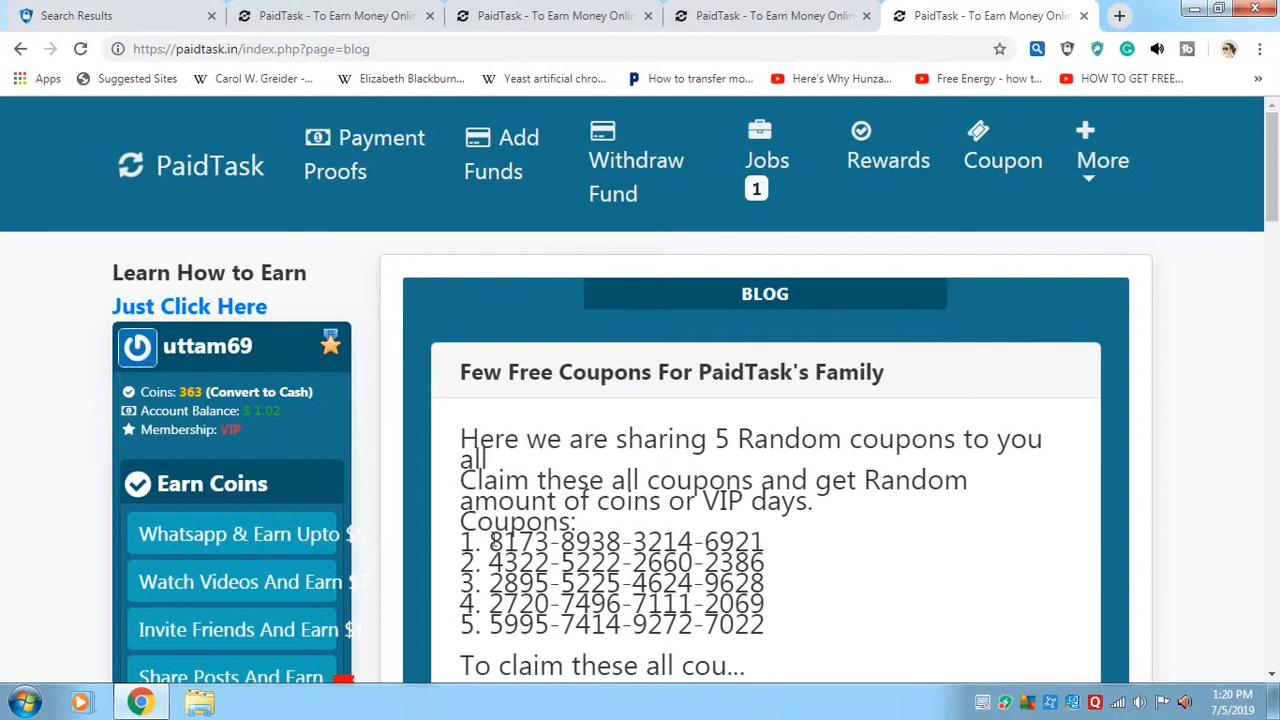 Search Results
PaidTask - To Earn Money Onlin
PaidTask - To Earn Money Onlin
PaidTask - To Earn Money Onlin
PaidTask - To Earn Money Onlin
https://paidtask.in/index.php?page=blog
Apps
Suggested Sites
Carol W. Greider -...
Elizabeth Blackburn...
Yeast artificial chro...
How to transfer mo...
Here's Why Hunza...
Free Energy - how t...
HOW TO GET FREE...
»
PaidTask
Payment
Proofs
Add
Funds
Withdraw
Fund
Jobs
1
Rewards
Coupon
More
Learn How to Earn
Just Click Here
uttam69
Coins: 363 (Convert to Cash)
Account Balance: $ 1.02
Membership: VIP
Earn Coins
Whatsapp & Earn Upto $
Watch Videos And Earn $
Invite Friends And Earn $
Share Posts And Earn
BLOG
Few Free Coupons For PaidTask's Family
Here we are sharing 5 Random coupons to you
all
Claim these all coupons and get Random
amount of coins or VIP days.
Coupons:
1. 8173-8938-3214-6921
2. 4322-5222-2660-2386
3. 2895-5225-4624-9628
4. 2720-7496-7111-2069
5. 5995-7414-9272-7022
To claim these all cou...
1:20 PM
7/5/2019